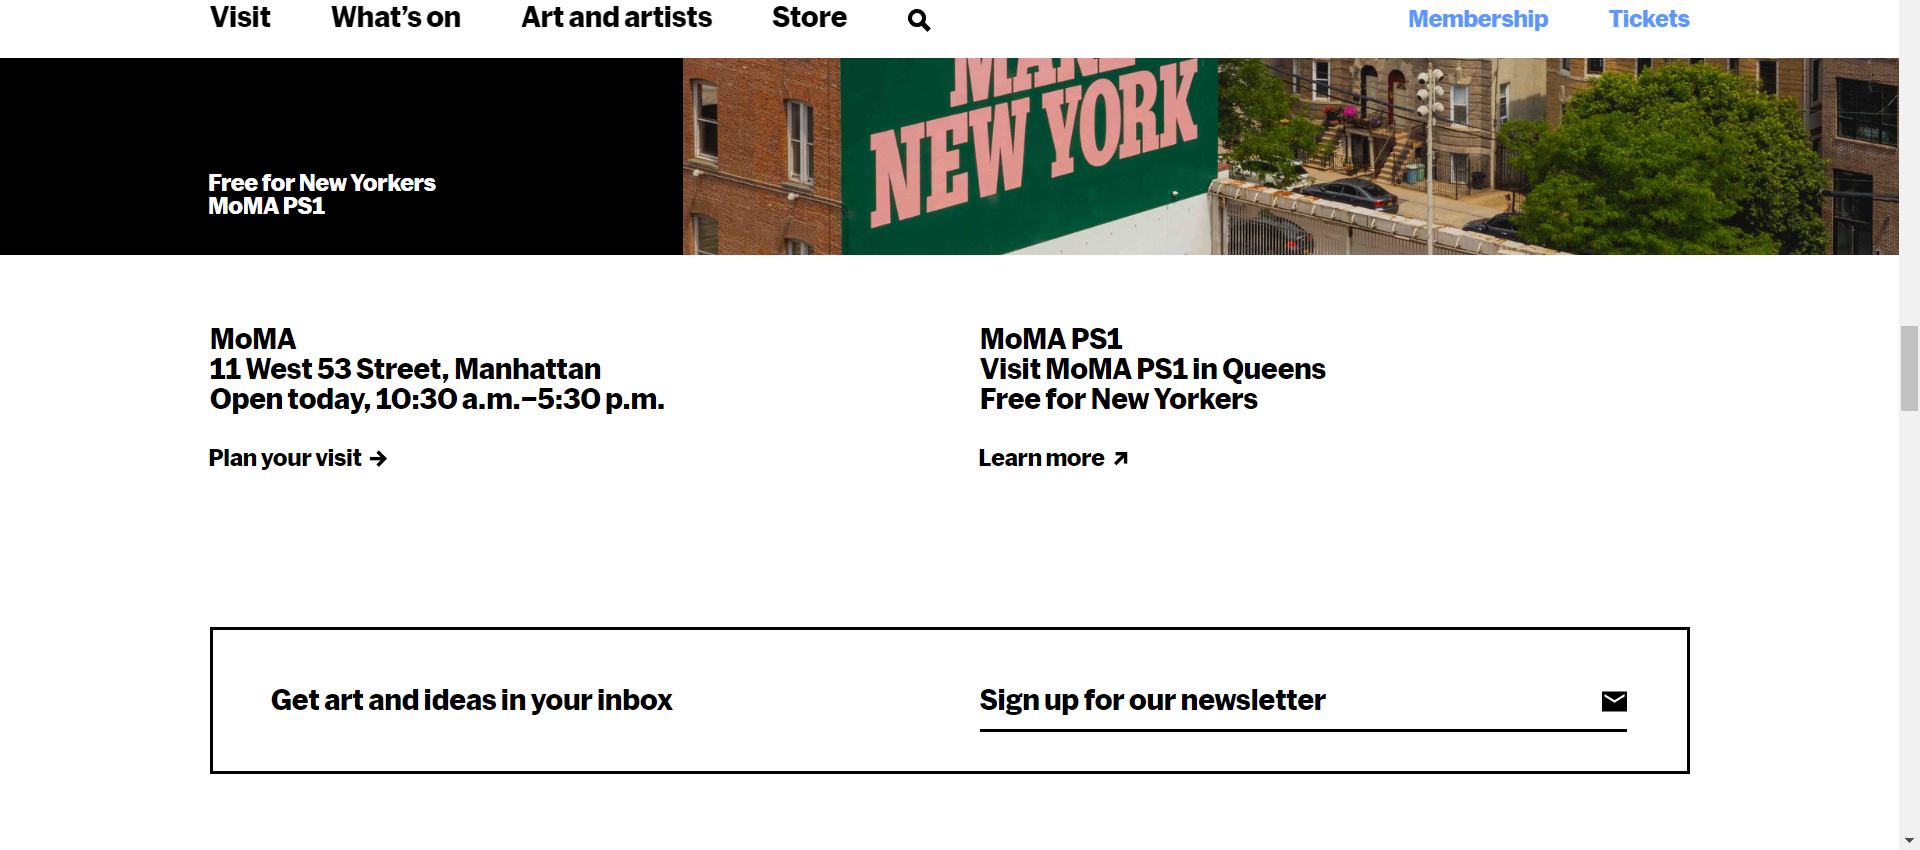 Visit
What's on
Art and artists
Store
Membership
Tickets
NEW YORK
Free for New Yorkers
MoMA PS1
MoMA
11 West 53 Street, Manhattan
Open today, 10:30 a.m.–5:30 p.m.
Plan your visit →
MoMA PS1
Visit MoMA PS1 in Queens
Free for New Yorkers
Learn more ↗
Get art and ideas in your inbox
Sign up for our newsletter